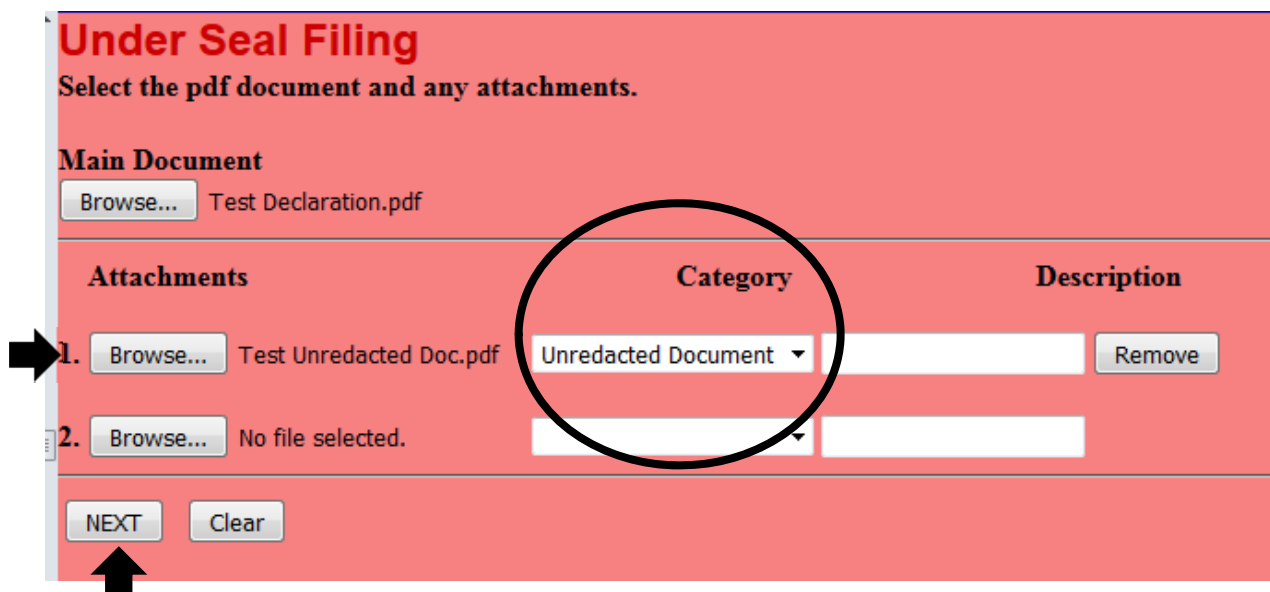 Under Seal Filing
Select the pdf document and any attachments.
Main Document
Browse... Test Declaration.pdf
Attachments Category Description
1. Browse... Test Unredacted Doc.pdf Unredacted Document Remove
2. Browse... No file selected.
NEXT Clear